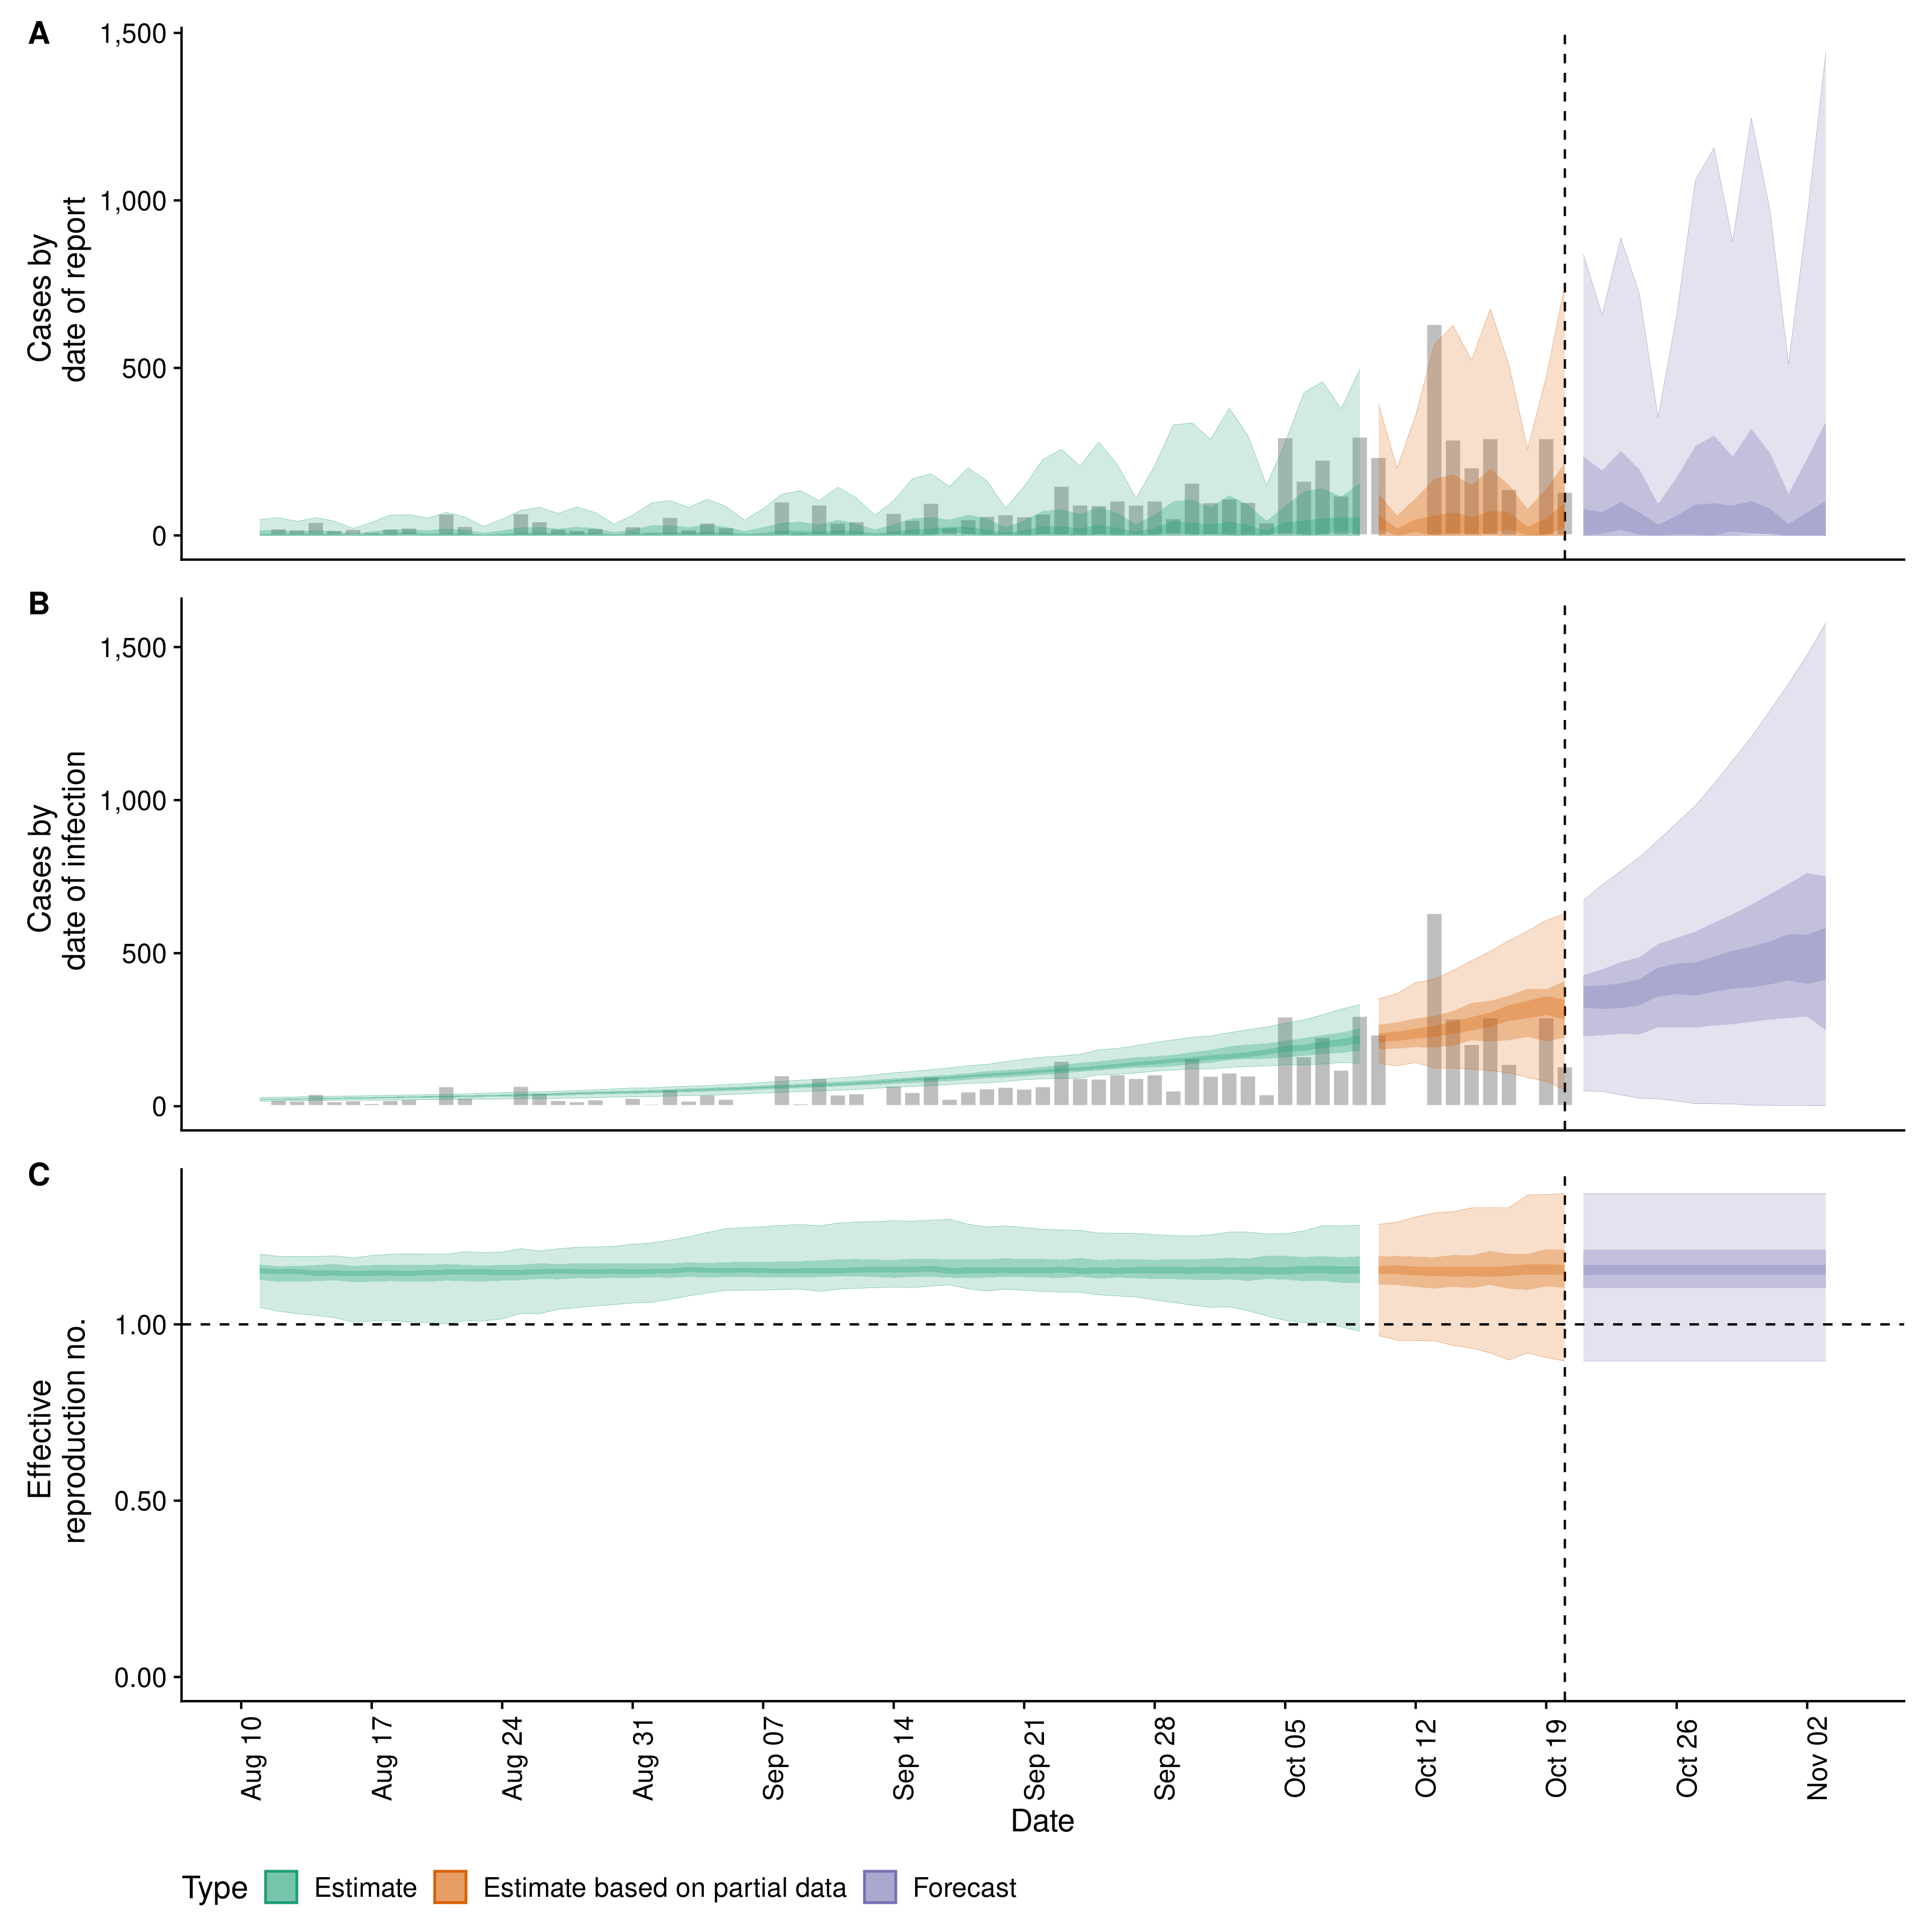 A
1,500
1,000
500
0
Cases by
date of report
B
1,500
1,000
500
0
Cases by
date of infection
C
1.00
0.50
0.00
Effective
reproduction no.
Aug 10
Aug 17
Aug 24
Aug 31
Sep 07
Sep 14
Sep 21
Sep 28
Oct 05
Oct 12
Oct 19
Oct 26
Nov 02
Date
Type Estimate Estimate based on partial data Forecast